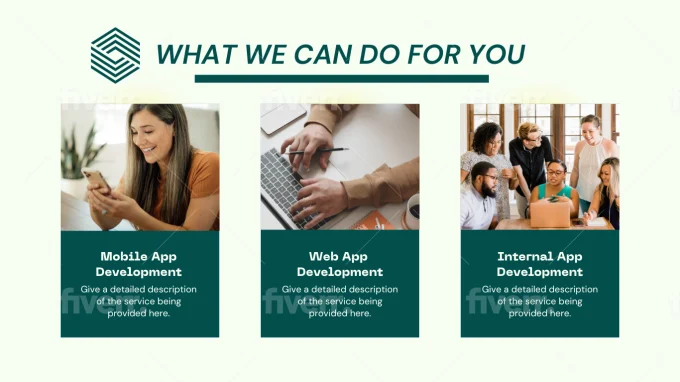 WHAT WE CAN DO FOR YOU
Mobile App
Development
Give a detailed description
of the service being
provided here.
Web App
Development
Give a detailed description
of the service being
provided here.
Internal App
Development
Give a detailed description
of the service being
provided here.
fiverr
fiverr
fiverr